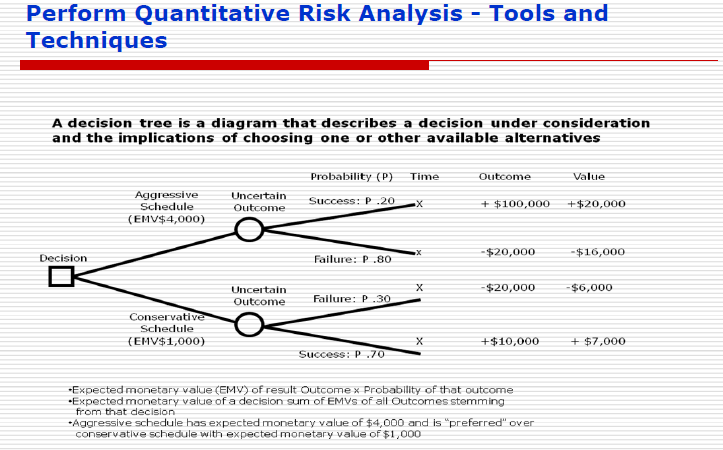 Perform Quantitative Risk Analysis - Tools and
Techniques
A decision tree is a diagram that describes a decision under consideration
and the implications of choosing one or other available alternatives
Probability (P) Time Outcome Value
Aggressive
Schedule
(EMV$4,000)
Uncertain
Outcome
Success: P .20 X + $100,000 +$20,000
Decision
Failure: P .80 x -$20,000 -$16,000
Uncertain
Outcome
Failure: P .30 X -$20,000 -$6,000
Conservative
Schedule
(EMV$1,000)
Success: P .70 X +$10,000 + $7,000
•Expected monetary value (EMV) of result Outcome x Probability of that outcome
•Expected monetary value of a decision sum of EMVs of all Outcomes stemming
from that decision
•Aggressive schedule has expected monetary value of $4,000 and is “preferred” over
conservative schedule with expected monetary value of $1,000